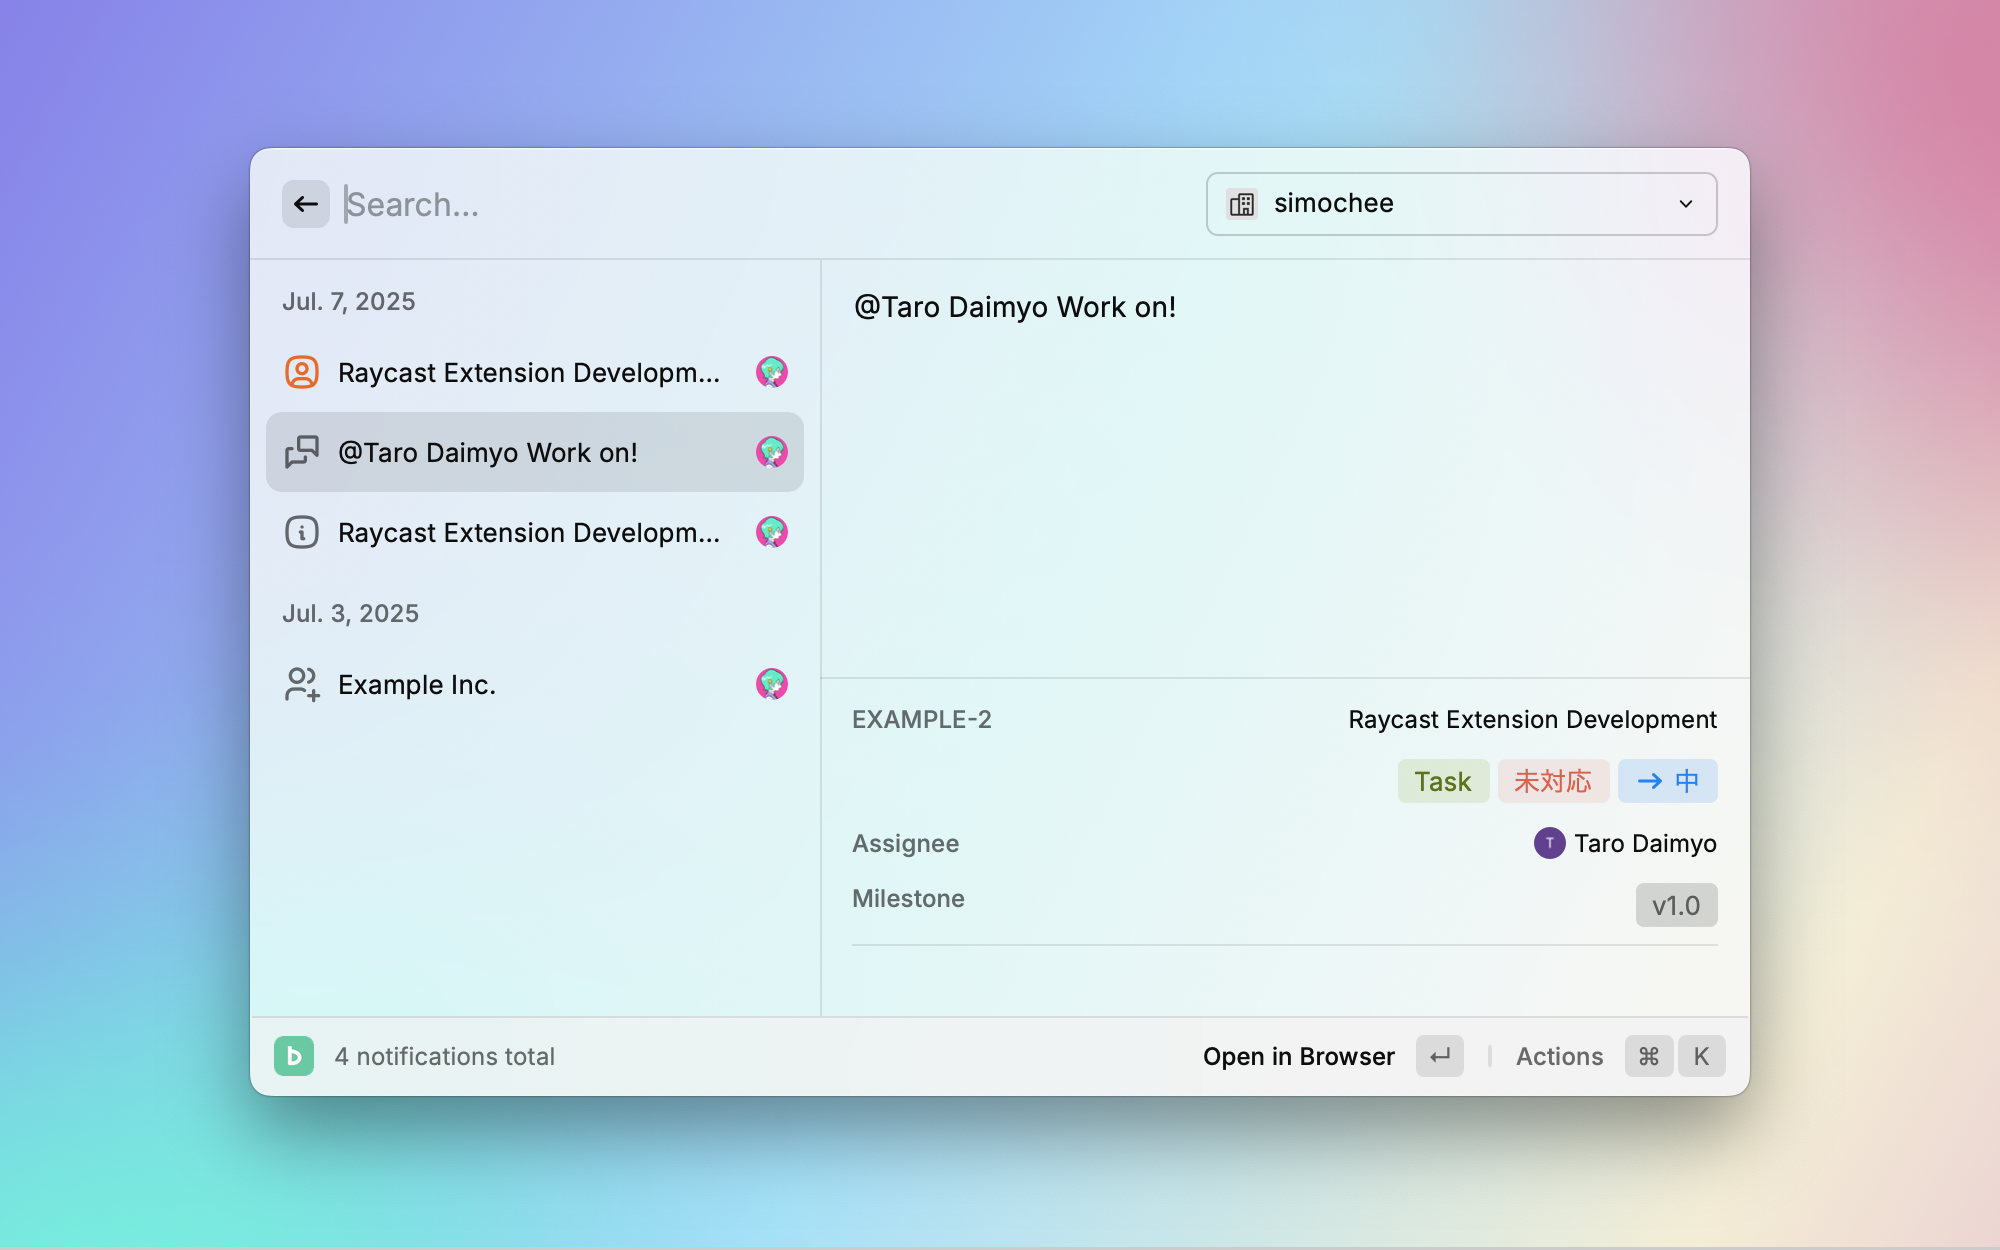 Search...
simochee
Jul. 7, 2025
Raycast Extension Developm...
@Taro Daimyo Work on!
Raycast Extension Developm...
Jul. 3, 2025
Example Inc.
@Taro Daimyo Work on!
EXAMPLE-2
Raycast Extension Development
Task 未対応 → 中
Assignee
T Taro Daimyo
Milestone
v1.0
b 4 notifications total
Open in Browser ↵ Actions ⌘ K